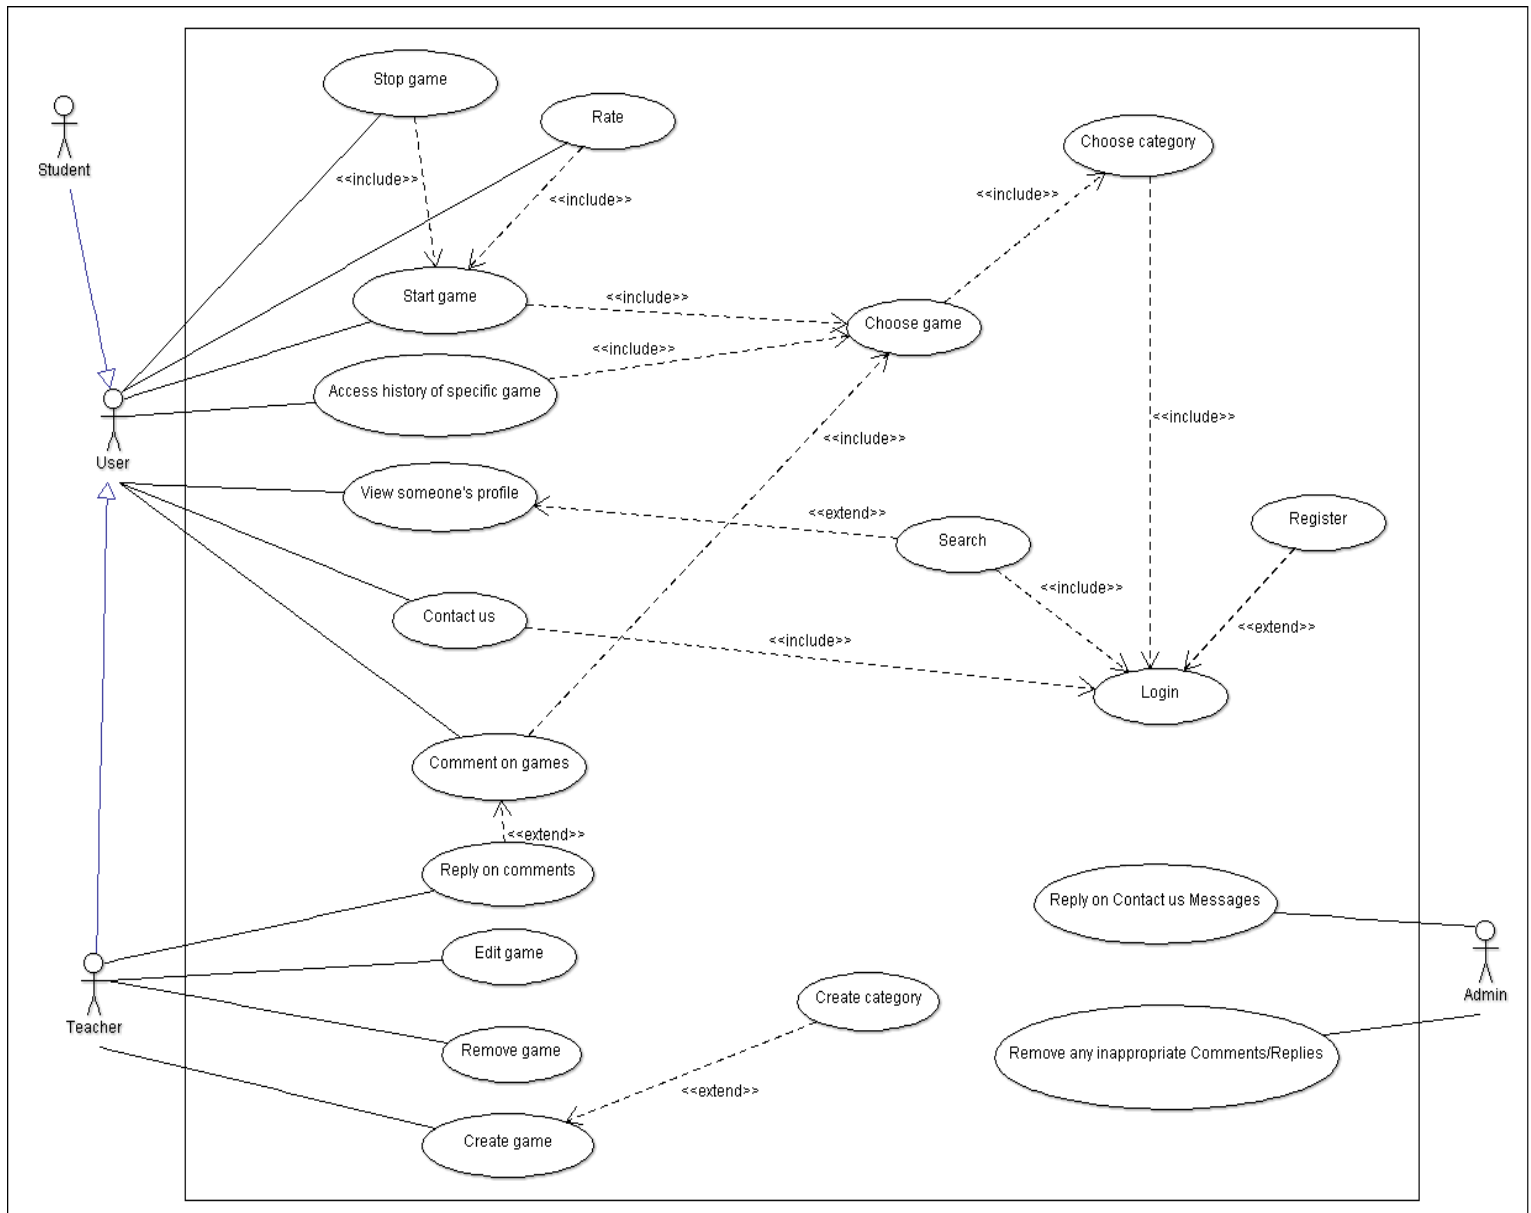 Stop game
Rate
Student
Choose category
<<include>>
<<include>>
<<include>>
Start game
<<include>>
Choose game
<<include>>
Access history of specific game
<<include>>
<<include>>
User
View someone's profile
<<extend>>
Register
Search
<<include>>
Contact us
<<extend>>
<<include>>
Login
Comment on games
<<extend>>
Reply on comments
Reply on Contact us Messages
Edit game
Create category
Admin
Teacher
Remove game
Remove any inappropriate Comments/Replies
<<extend>>
Create game